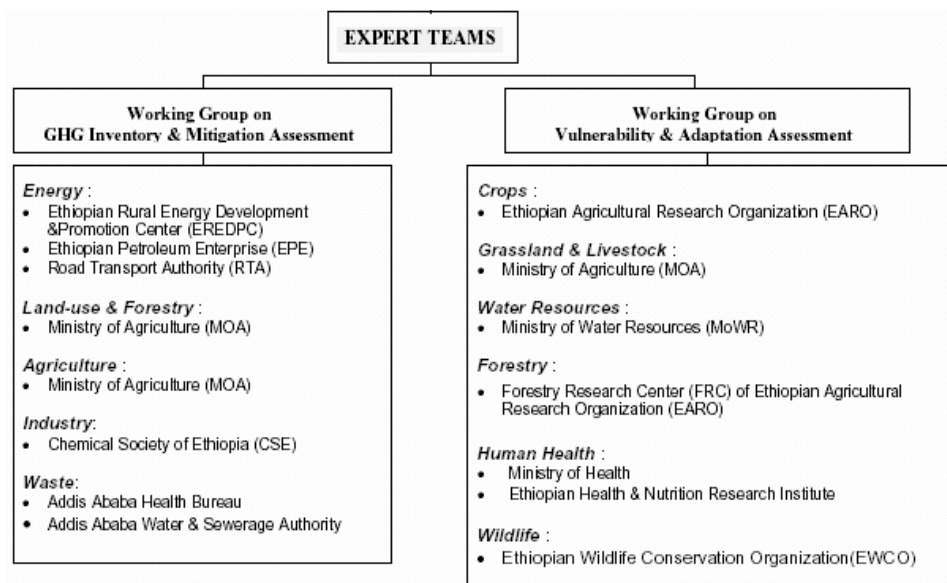 EXPERT TEAMS
Working Group on
GHG Inventory & Mitigation Assessment
Energy :
• Ethiopian Rural Energy Development
&Promotion Center (EREDPC)
• Ethiopian Petroleum Enterprise (EPE)
• Road Transport Authority (RTA)
Land-use & Forestry :
• Ministry of Agriculture (MOA)
Agriculture :
• Ministry of Agriculture (MOA)
Industry:
• Chemical Society of Ethiopia (CSE)
Waste:
• Addis Ababa Health Bureau
• Addis Ababa Water & Sewerage Authority
Working Group on
Vulnerability & Adaptation Assessment
Crops :
• Ethiopian Agricultural Research Organization (EARO)
Grassland & Livestock :
• Ministry of Agriculture (MOA)
Water Resources :
• Ministry of Water Resources (MoWR)
Forestry :
• Forestry Research Center (FRC) of Ethiopian Agricultural
Research Organization (EARO)
Human Health :
• Ministry of Health
• Ethiopian Health & Nutrition Research Institute
Wildlife :
• Ethiopian Wildlife Conservation Organization(EWCO)